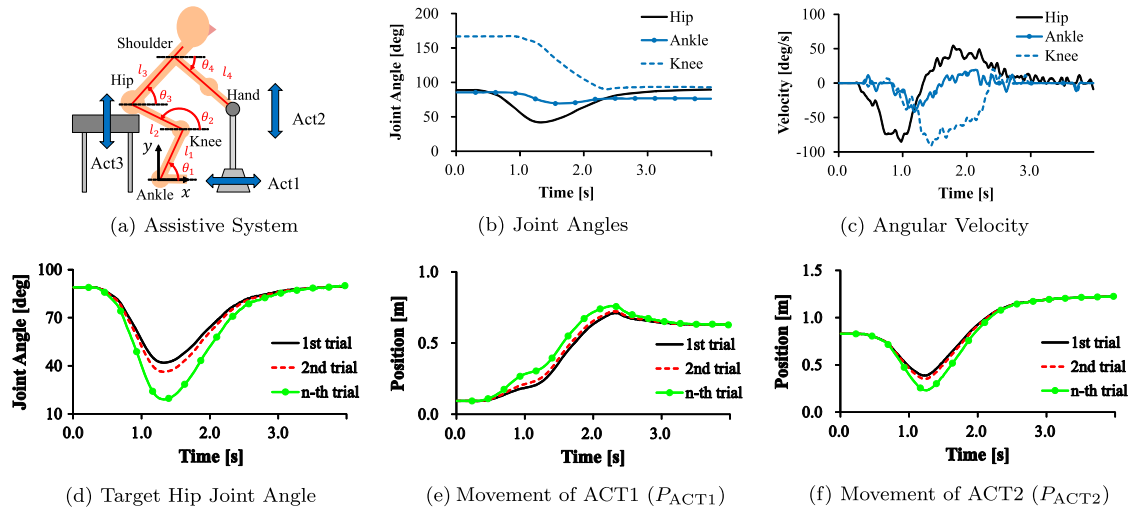 Shoulder
θ4
l3
l4
Hip
θ3
Hand
Act2
l2
θ2
Knee
Act3
y
l1
θ1
x
Act1
Ankle
(a) Assistive System
200
150
100
50
0
Joint Angle [deg]
0.0 1.0 2.0 3.0
Time [s]
Hip
Ankle
Knee
(b) Joint Angles
100
50
0
-50
-100
Velocity [deg/s]
0.0 1.0 2.0 3.0
Time [s]
Hip
Ankle
Knee
(c) Angular Velocity
100
70
40
10
Joint Angle [deg]
0.0 1.0 2.0 3.0
Time [s]
1st trial
2nd trial
n-th trial
(d) Target Hip Joint Angle
1.0
0.5
0.0
Position [m]
0.0 1.0 2.0 3.0
Time [s]
1st trial
2nd trial
n-th trial
(e) Movement of ACT1 (PACT1)
1.5
1.0
0.5
0.0
Position [m]
0.0 1.0 2.0 3.0
Time [s]
1st trial
2nd trial
n-th trial
(f) Movement of ACT2 (PACT2)